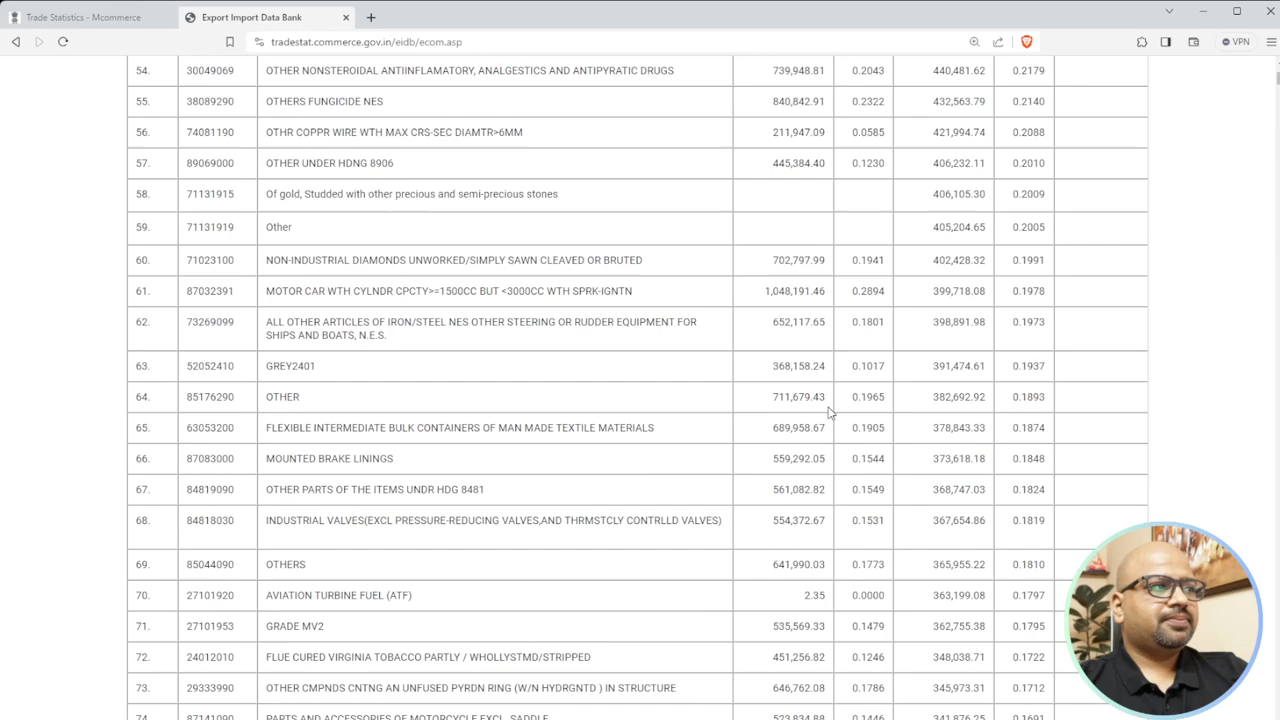 Trade Statistics - Mcommerce
Export Import Data Bank
tradestat.commerce.gov.in/eidb/ecom.asp
VPN
54. 30049069 OTHER NONSTEROIDAL ANTIINFLAMATORY, ANALGESTICS AND ANTIPYRATIC DRUGS 739,948.81 0.2043 440,481.62 0.2179
55. 38089290 OTHERS FUNGICIDE NES 840,842.91 0.2322 432,563.79 0.2140
56. 74081190 OTHR COPPR WIRE WTH MAX CRS-SEC DIAMTR>6MM 211,947.09 0.0585 421,994.74 0.2088
57. 89069000 OTHER UNDER HDNG 8906 445,384.40 0.1230 406,232.11 0.2010
58. 71131915 Of gold, Studded with other precious and semi-precious stones 406,105.30 0.2009
59. 71131919 Other 405,204.65 0.2005
60. 71023100 NON-INDUSTRIAL DIAMONDS UNWORKED/SIMPLY SAWN CLEAVED OR BRUTED 702,797.99 0.1941 402,428.32 0.1991
61. 87032391 MOTOR CAR WTH CYLNDR CPCTY>=1500CC BUT <3000CC WTH SPRK-IGNTN 1,048,191.46 0.2894 399,718.08 0.1978
62. 73269099 ALL OTHER ARTICLES OF IRON/STEEL NES OTHER STEERING OR RUDDER EQUIPMENT FOR 652,117.65 0.1801 398,891.98 0.1973
SHIPS AND BOATS, N.E.S.
63. 52052410 GREY2401 368,158.24 0.1017 391,474.61 0.1937
64. 85176290 OTHER 711,679.43 0.1965 382,692.92 0.1893
65. 63053200 FLEXIBLE INTERMEDIATE BULK CONTAINERS OF MAN MADE TEXTILE MATERIALS 689,958.67 0.1905 378,843.33 0.1874
66. 87083000 MOUNTED BRAKE LININGS 559,292.05 0.1544 373,618.18 0.1848
67. 84819090 OTHER PARTS OF THE ITEMS UNDR HDG 8481 561,082.82 0.1549 368,747.03 0.1824
68. 84818030 INDUSTRIAL VALVES(EXCL PRESSURE-REDUCING VALVES,AND THRMSTCLY CONTRLLD VALVES) 554,372.67 0.1531 367,654.86 0.1819
69. 85044090 OTHERS 641,990.03 0.1773 365,955.22 0.1810
70. 27101920 AVIATION TURBINE FUEL (ATF) 2.35 0.0000 363,199.08 0.1797
71. 27101953 GRADE MV2 535,569.33 0.1479 362,755.38 0.1795
72. 24012010 FLUE CURED VIRGINIA TOBACCO PARTLY / WHOLLYSTMD/STRIPPED 451,256.82 0.1246 348,038.71 0.1722
73. 29333990 OTHER CMPNDS CNTNG AN UNFUSED PYRDN RING (W/N HYDRGNTD ) IN STRUCTURE 646,762.08 0.1786 345,973.31 0.1712
74. 87141090 PARTS AND ACCESSORIES OF MOTORCYCLE EXCL. SADDLE 523,834.88 0.1446 341,876.25 0.1691